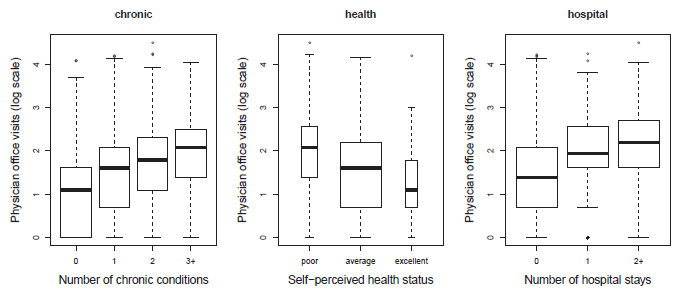 chronic
Physician office visits (log scale)
0
1
2
3
4
0
1
2
3+
Number of chronic conditions
health
Physician office visits (log scale)
0
1
2
3
4
poor
average
excellent
Self−perceived health status
hospital
Physician office visits (log scale)
0
1
2
3
4
0
1
2+
Number of hospital stays